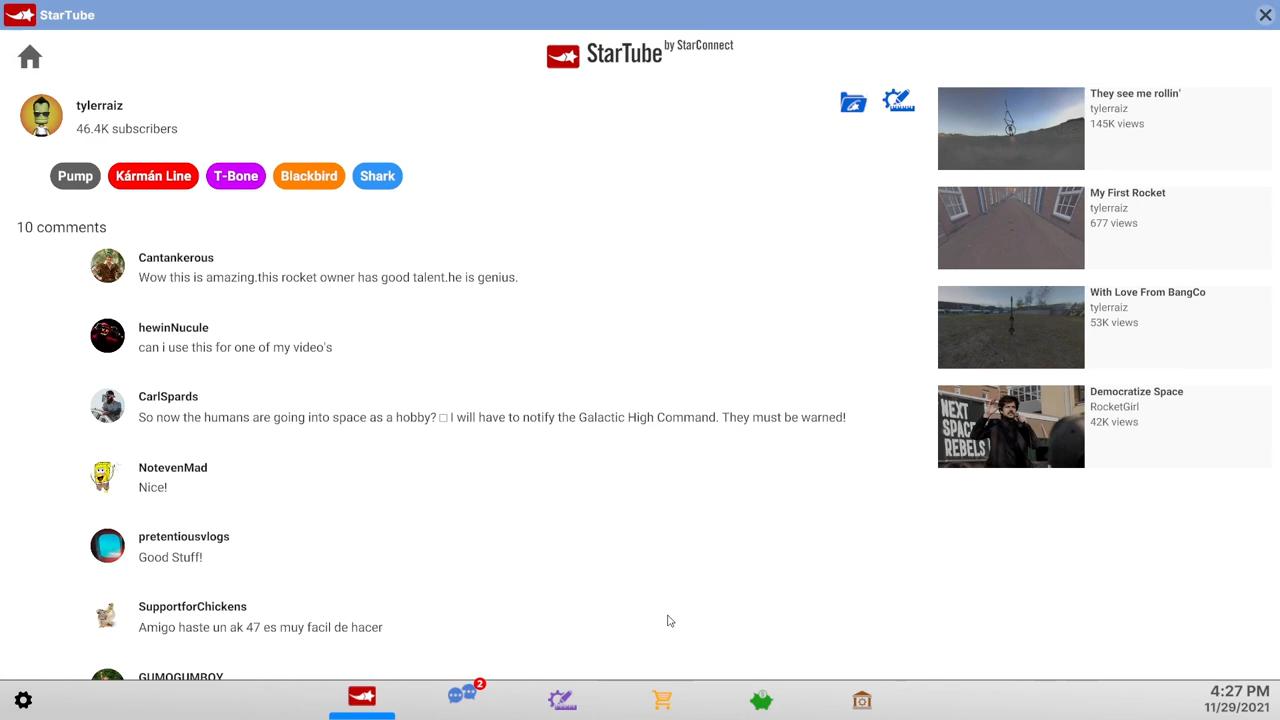 StarTube
StarTube by StarConnect
tylerraiz
46.4K subscribers
Pump
Kármán Line
T-Bone
Blackbird
Shark
10 comments
Cantankerous
Wow this is amazing.this rocket owner has good talent.he is genius.
hewinNucule
can i use this for one of my video's
CarlSpards
So now the humans are going into space as a hobby? □ I will have to notify the Galactic High Command. They must be warned!
NotevenMad
Nice!
pretentiousvlogs
Good Stuff!
SupportforChickens
Amigo haste un ak 47 es muy facil de hacer
GUMOGUMBOY
They see me rollin'
tylerraiz
145K views
My First Rocket
tylerraiz
677 views
With Love From BangCo
tylerraiz
53K views
NEXT
SPACE
REBELS
Democratize Space
RocketGirl
42K views
2
4:27 PM
11/29/2021